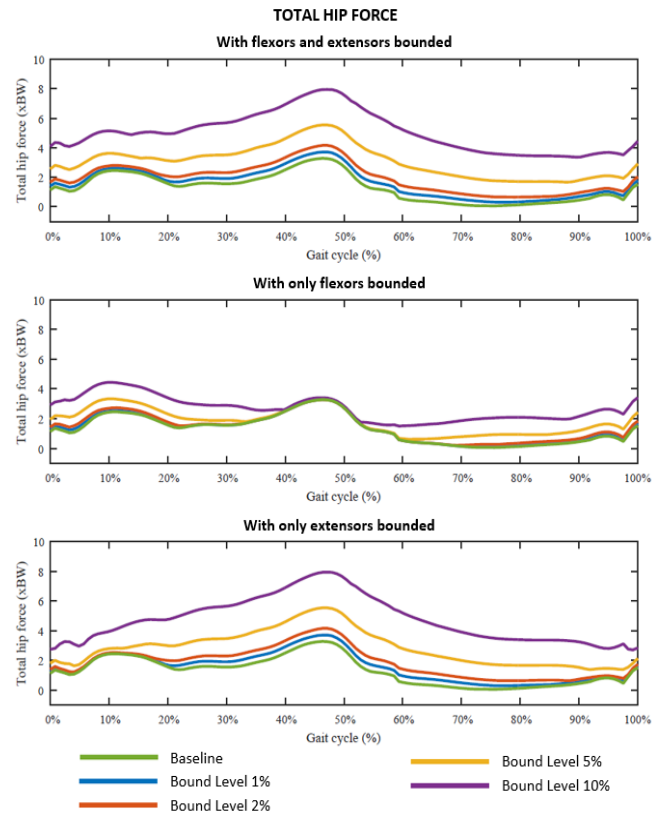 TOTAL HIP FORCE
With flexors and extensors bounded
10
8
6
4
2
0
Total hip force (xBW)
0% 10% 20% 30% 40% 50% 60% 70% 80% 90% 100%
Gait cycle (%)
With only flexors bounded
10
8
6
4
2
0
Total hip force (xBW)
0% 10% 20% 30% 40% 50% 60% 70% 80% 90% 100%
Gait cycle (%)
With only extensors bounded
10
8
6
4
2
0
Total hip force (xBW)
0% 10% 20% 30% 40% 50% 60% 70% 80% 90% 100%
Gait cycle (%)
Baseline
Bound Level 1%
Bound Level 2%
Bound Level 5%
Bound Level 10%